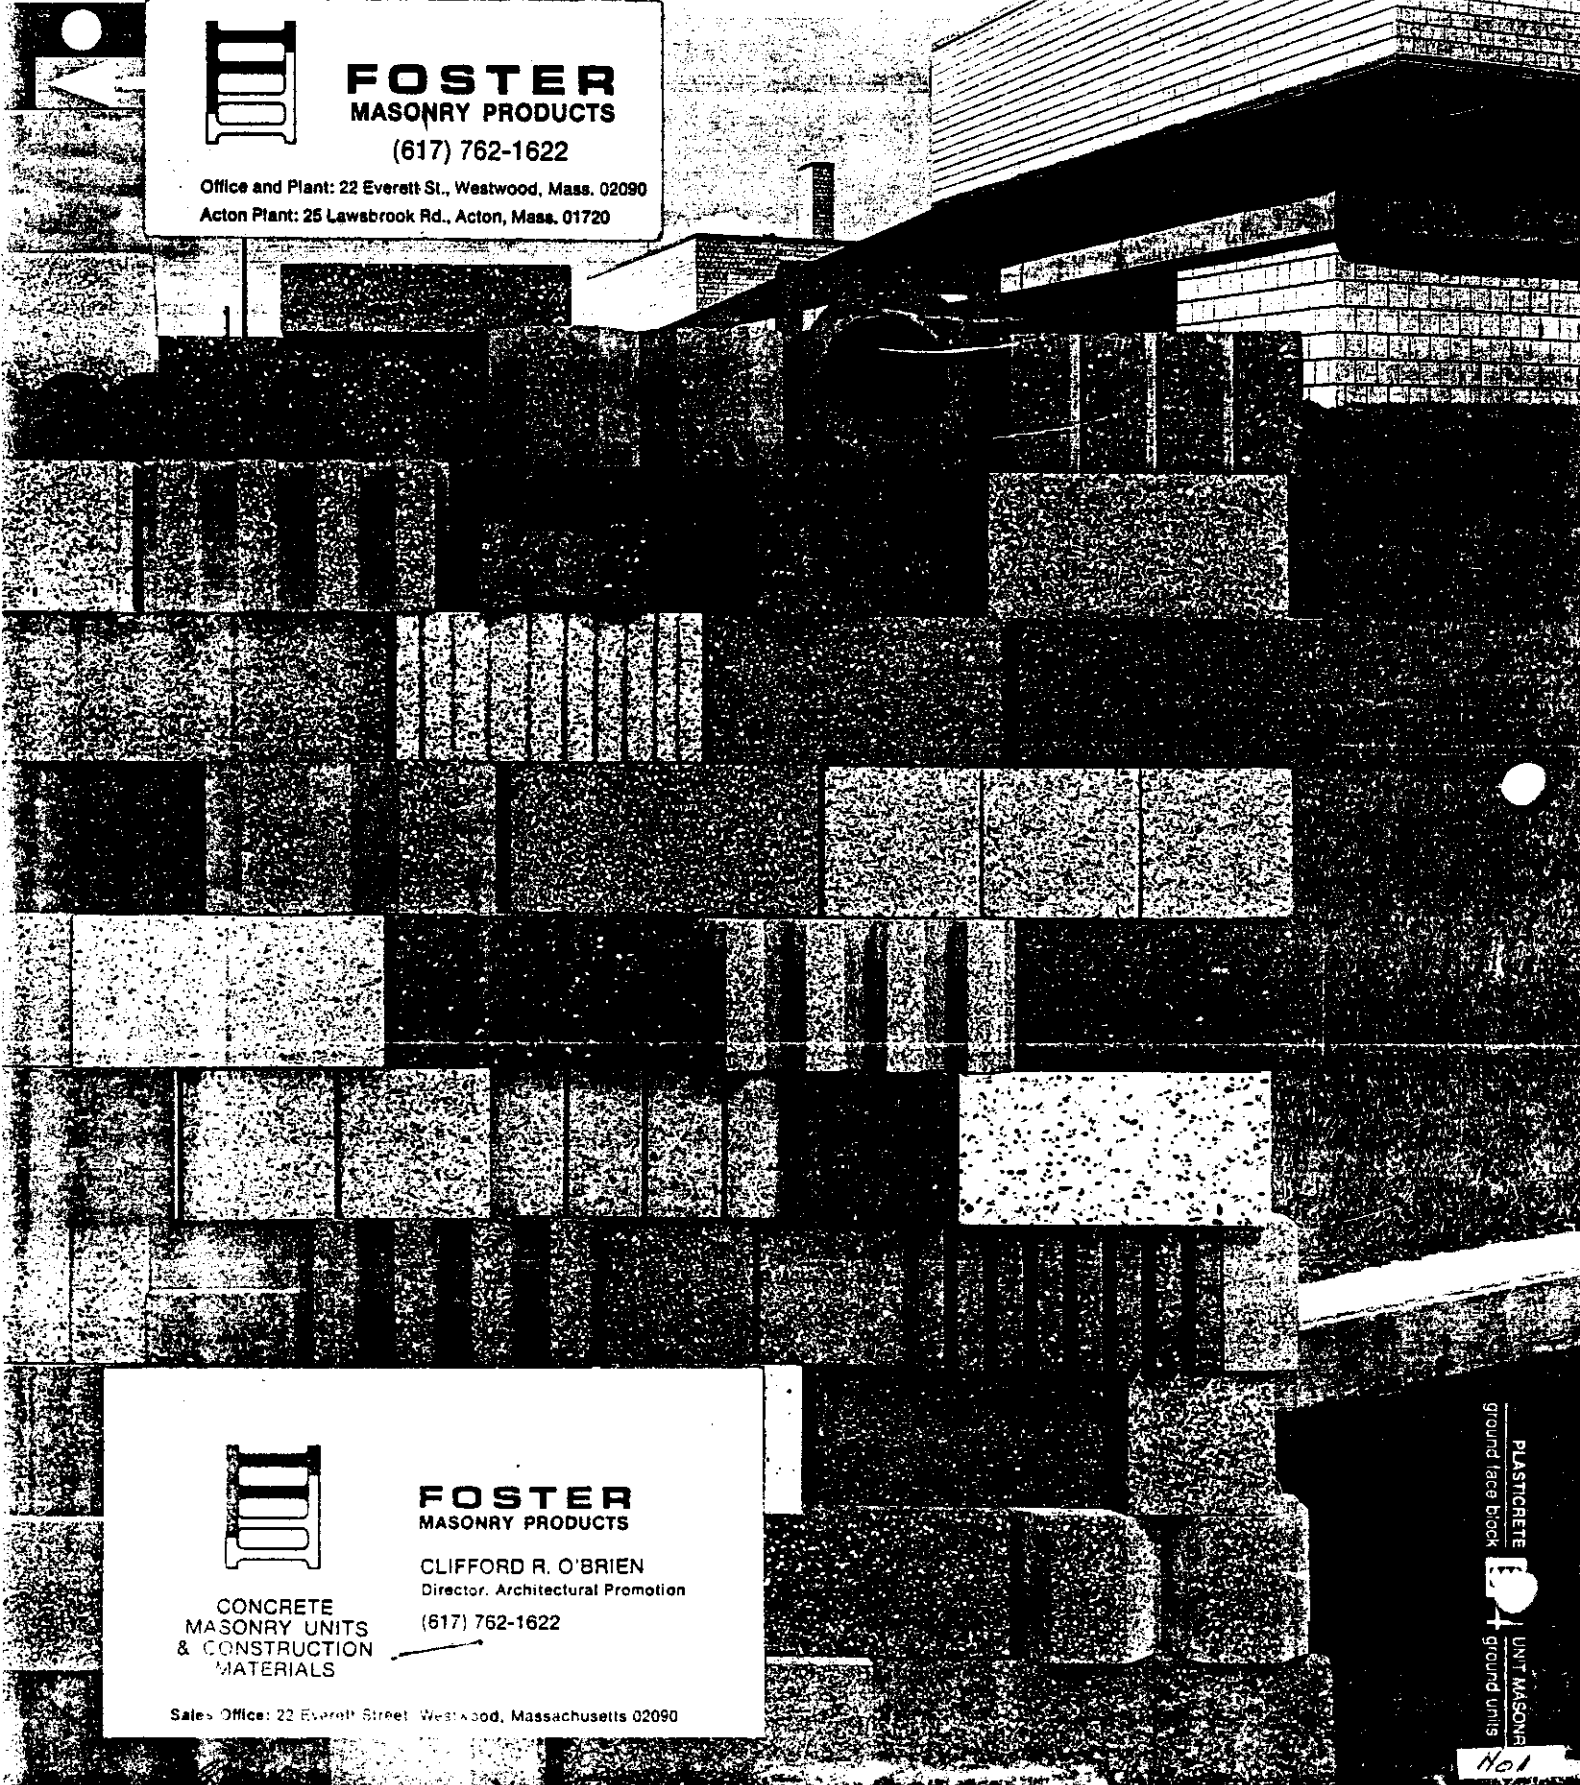 FOSTER
MASONRY PRODUCTS
(617) 762-1622
Office and Plant: 22 Everett St., Westwood, Mass. 02090
Acton Plant: 25 Lawsbrook Rd., Acton, Mass. 01720
FOSTER
MASONRY PRODUCTS
CLIFFORD R. O'BRIEN
Director, Architectural Promotion
(617) 762-1622
CONCRETE
MASONRY UNITS
& CONSTRUCTION
MATERIALS
Sales Office: 22 Everett Street Westwood, Massachusetts 02090
PLASTICRETE
ground face block
UNIT MASONR
ground units